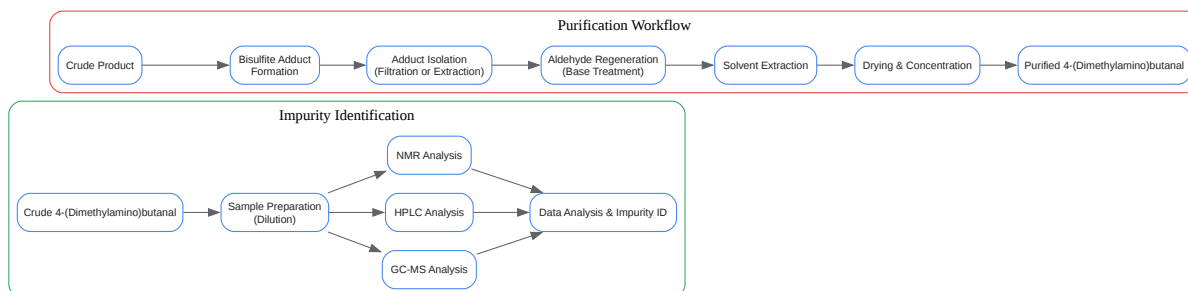 Purification Workflow
Crude Product
Bisulfite Adduct
Formation
Adduct Isolation
(Filtration or Extraction)
Aldehyde Regeneration
(Base Treatment)
Solvent Extraction
Drying & Concentration
Purified 4-(Dimethylamino)butanal
Impurity Identification
Crude 4-(Dimethylamino)butanal
Sample Preparation
(Dilution)
NMR Analysis
HPLC Analysis
GC-MS Analysis
Data Analysis & Impurity ID